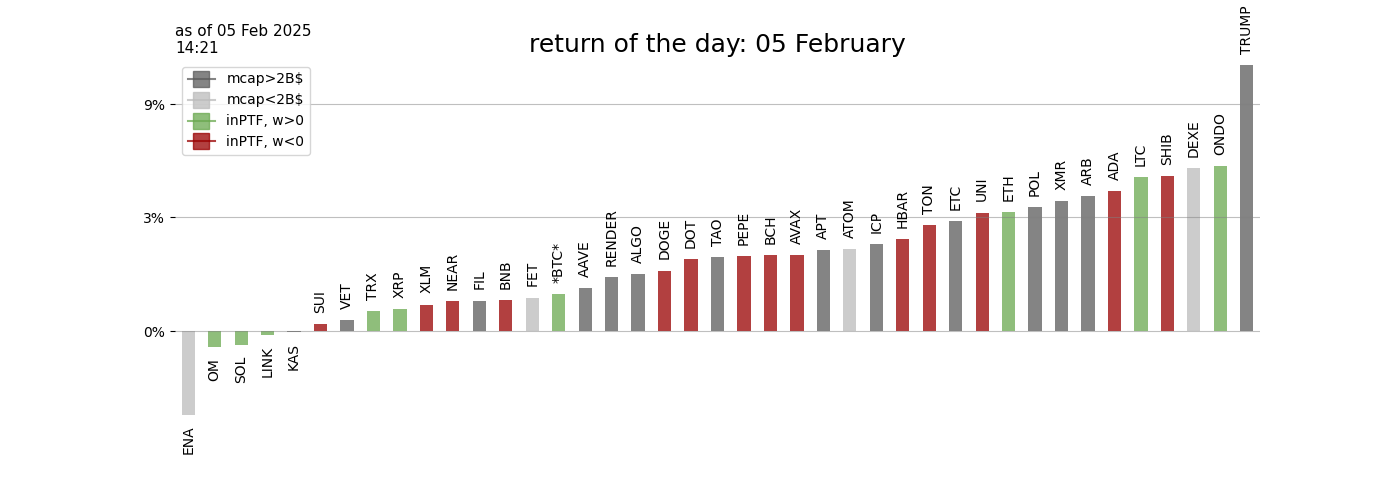 as of 05 Feb 2025
14:21
return of the day: 05 February
mcap>2B$
mcap<2B$
inPTF, w>0
inPTF, w<0
9%
3%
0%
ENA
OM
SOL
LINK
KAS
SUI
VET
TRX
XRP
XLM
NEAR
FIL
BNB
FET
*BTC*
AAVE
RENDER
ALGO
DOGE
DOT
TAO
PEPE
BCH
AVAX
APT
ATOM
ICP
HBAR
TON
ETC
UNI
ETH
POL
XMR
ARB
ADA
LTC
SHIB
DEXE
ONDO
TRUMP